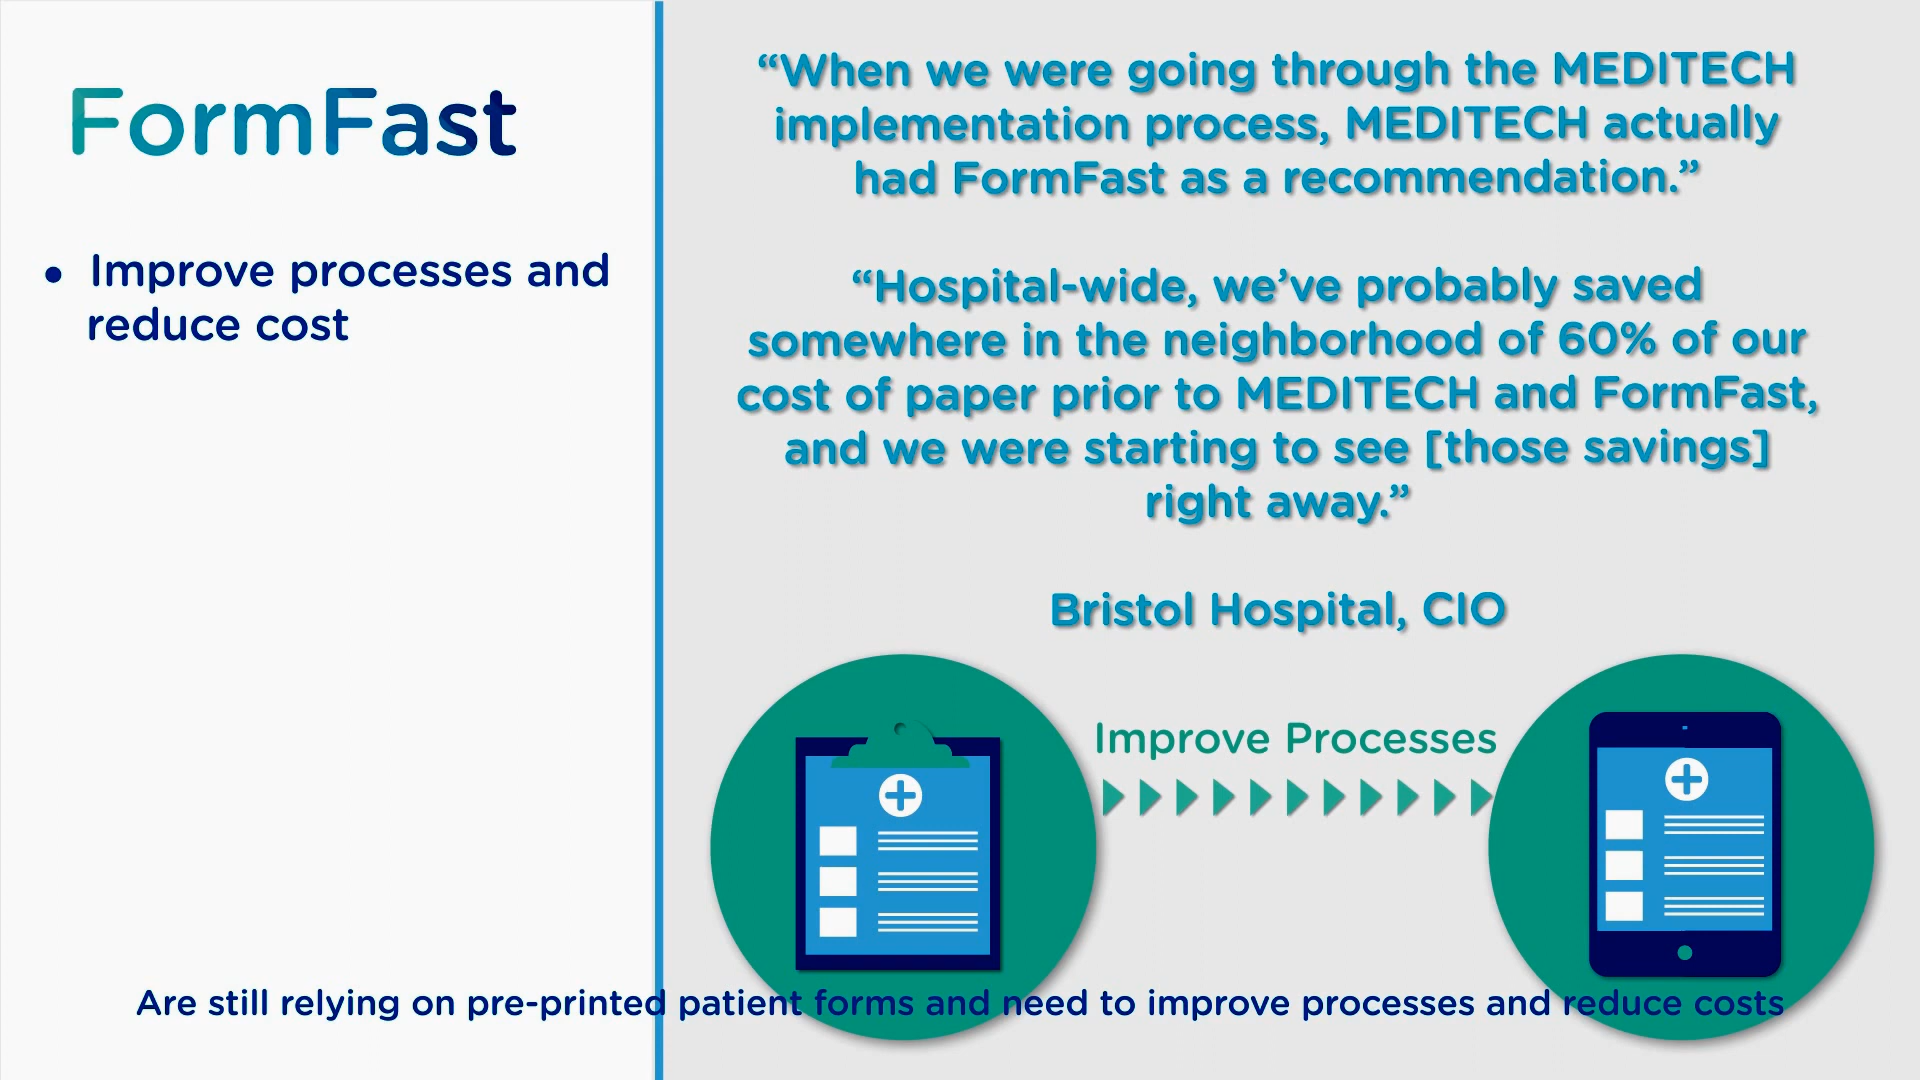 FormFast
• Improve processes and
reduce cost
“When we were going through the MEDITECH
implementation process, MEDITECH actually
had FormFast as a recommendation.”
“Hospital-wide, we’ve probably saved
somewhere in the neighborhood of 60% of our
cost of paper prior to MEDITECH and FormFast,
and we were starting to see [those savings]
right away.”
Bristol Hospital, CIO
Improve Processes
Are still relying on pre-printed patient forms and need to improve processes and reduce costs